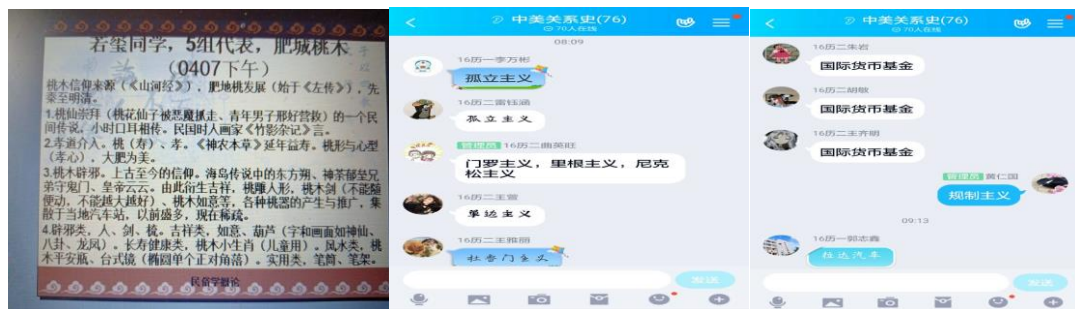 若玺同学，5组代表，肥城桃木
（0407下午）
桃木信仰来源（《山河经》），肥地桃发展（始于《左传》），先
秦至明清。
1.桃仙崇拜（桃花仙子被恶魔抓走、青年男子邢好营救）的一个民
间传说。小时口耳相传。民国时人画家《竹影杂记》言。
2.孝道介入。桃（寿）、孝。《神农本草》延年益寿。桃形与心型
（孝心），大肥为美。
3.桃木辟邪。上古至今的信仰。海岛传说中的东方朔、神荼郁垒兄
弟守鬼门、皇帝云云。由此衍生吉祥，桃雕人形，桃木剑（不能随
便动，不能越大越好）、桃木如意等，各种桃器的产生与推广，集
散于当地汽车站，以前盛多，现在稀疏。
4.辟邪类，人、剑、梳。吉祥类，如意、葫芦（字和画面如神仙、
八卦、龙凤）。长寿健康类，桃木小生肖（儿童用）。风水类，桃
木平安瓶、台式镜（椭圆单个正对角落）。实用类，笔筒、笔架。
民俗学概论
中美关系史(76)
70人在线
08:09
16历一李万彬
孤立主义
16历二雷钰涵
孤立主义
管理员 16历二曲英旺
门罗主义，里根主义，尼克
松主义
16历二王萱
单边主义
16历二王雅丽
杜鲁门主义
发送
中美关系史(76)
70人在线
16历二朱岩
国际货币基金
16历二胡敏
国际货币基金
16历二王齐明
国际货币基金
管理员 黄仁国
规制主义
09:13
16历一郭志鑫
拉达汽车
发送